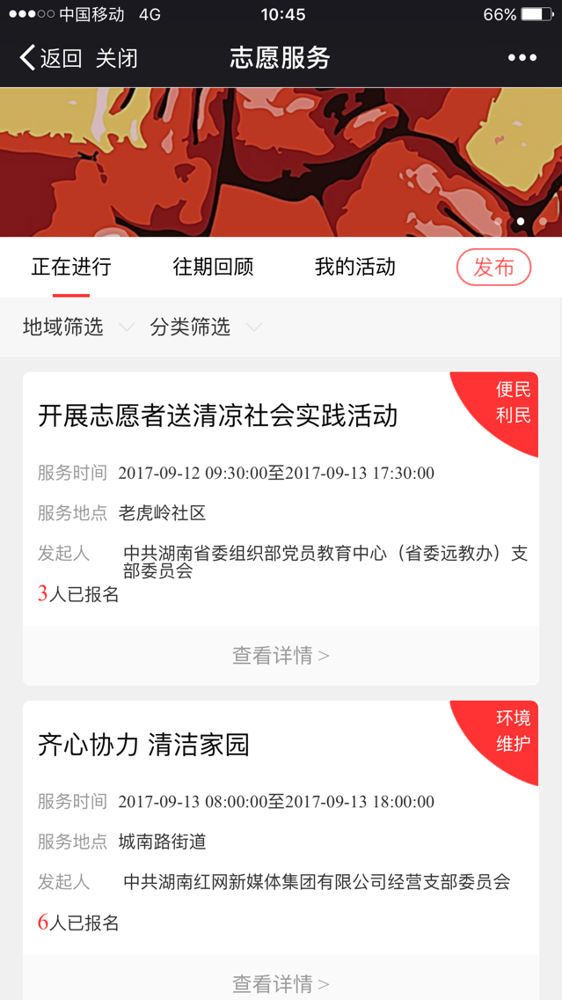 中国移动 4G 10:45 66%
返回 关闭 志愿服务
正在进行 往期回顾 我的活动 发布
地域筛选 分类筛选
便民
利民
开展志愿者送清凉社会实践活动
服务时间 2017-09-12 09:30:00至2017-09-13 17:30:00
服务地点 老虎岭社区
发起人 中共湖南省委组织部党员教育中心（省委远教办）支
部委员会
3人已报名
查看详情 >
环境
维护
齐心协力 清洁家园
服务时间 2017-09-13 08:00:00至2017-09-13 18:00:00
服务地点 城南路街道
发起人 中共湖南红网新媒体集团有限公司经营支部委员会
6人已报名
查看详情 >